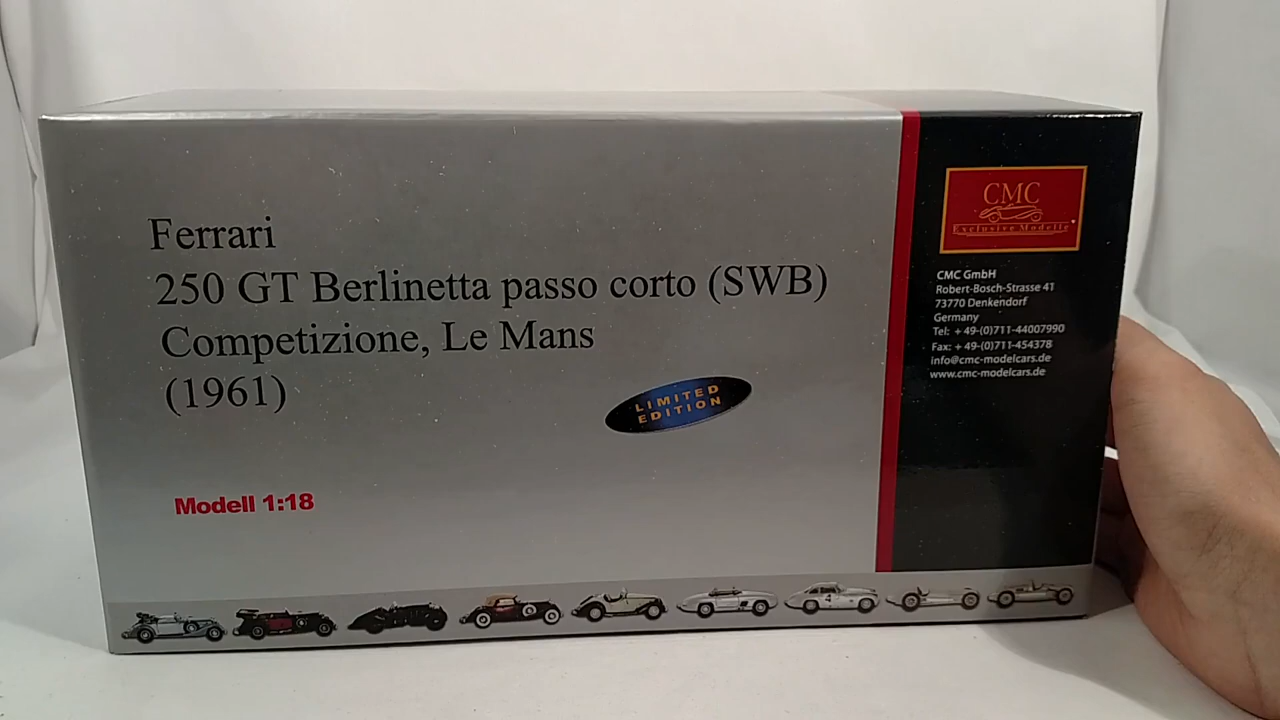 Ferrari
250 GT Berlinetta passo corto (SWB)
Competizione, Le Mans
(1961)
LIMITED
EDITION
Modell 1:18
CMC
Exclusive Modelle
CMC GmbH
Robert-Bosch-Strasse 41
73770 Denkendorf
Germany
Tel: + 49-(0)711-44007990
Fax: + 49-(0)711-454378
info@cmc-modelcars.de
www.cmc-modelcars.de
4